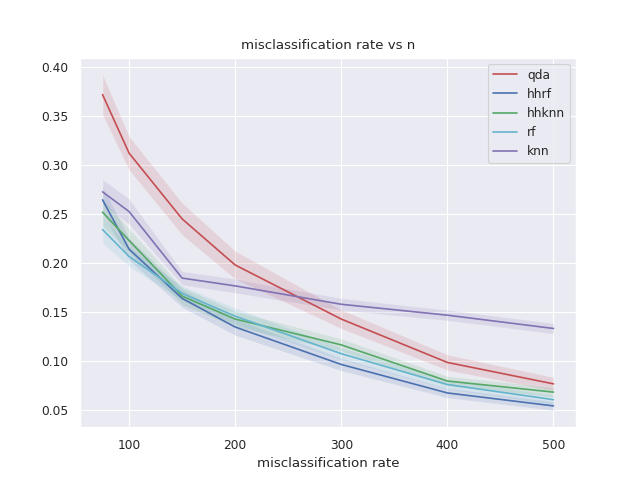 misclassification rate vs n
0.40
0.35
0.30
0.25
0.20
0.15
0.10
0.05
qda
hhrf
hhknn
rf
knn
100 200 300 400 500
misclassification rate